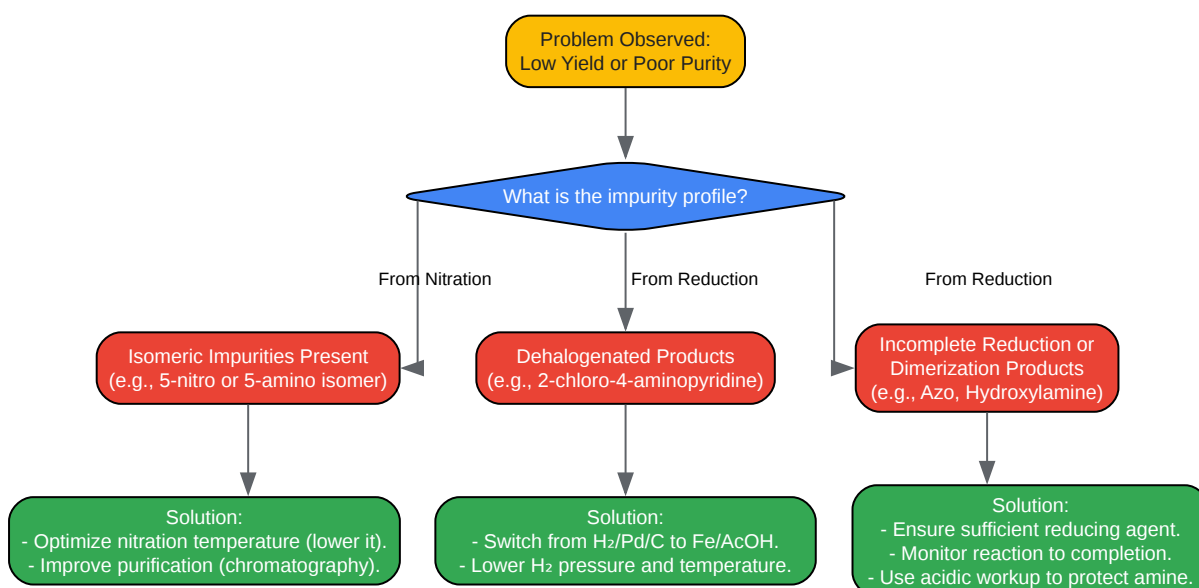 Problem Observed:
Low Yield or Poor Purity
What is the impurity profile?
From Nitration
From Reduction
From Reduction
Isomeric Impurities Present
(e.g., 5-nitro or 5-amino isomer)
Dehalogenated Products
(e.g., 2-chloro-4-aminopyridine)
Incomplete Reduction or
Dimerization Products
(e.g., Azo, Hydroxylamine)
Solution:
- Optimize nitration temperature (lower it).
- Improve purification (chromatography).
Solution:
- Switch from H₂/Pd/C to Fe/AcOH.
- Lower H₂ pressure and temperature.
Solution:
- Ensure sufficient reducing agent.
- Monitor reaction to completion.
- Use acidic workup to protect amine.